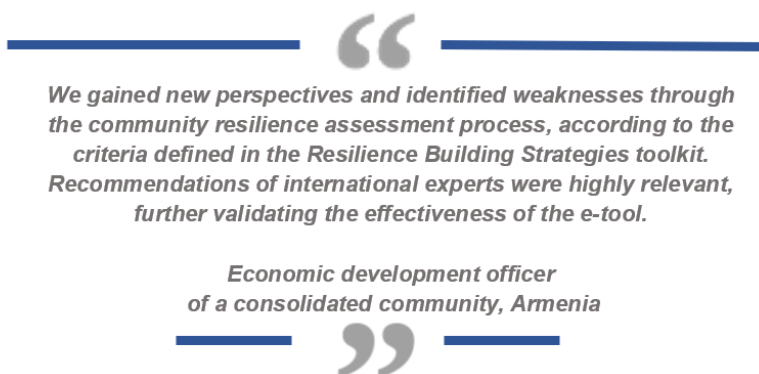 “
We gained new perspectives and identified weaknesses through
the community resilience assessment process, according to the
criteria defined in the Resilience Building Strategies toolkit.
Recommendations of international experts were highly relevant,
further validating the effectiveness of the e-tool.
Economic development officer
of a consolidated community, Armenia
”